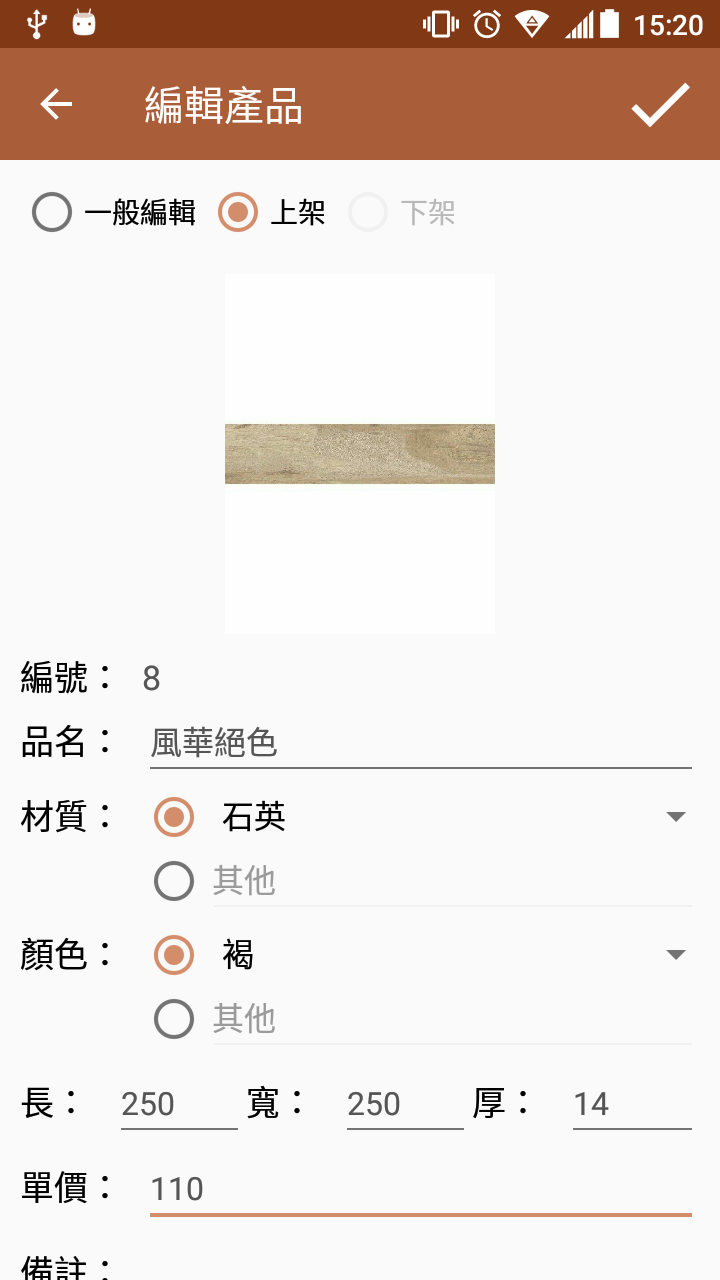 15:20
編輯產品
一般編輯 上架 下架
編號： 8
品名： 風華絕色
材質： 石英
其他
顏色： 褐
其他
長： 250 寬： 250 厚： 14
單價： 110
備註：